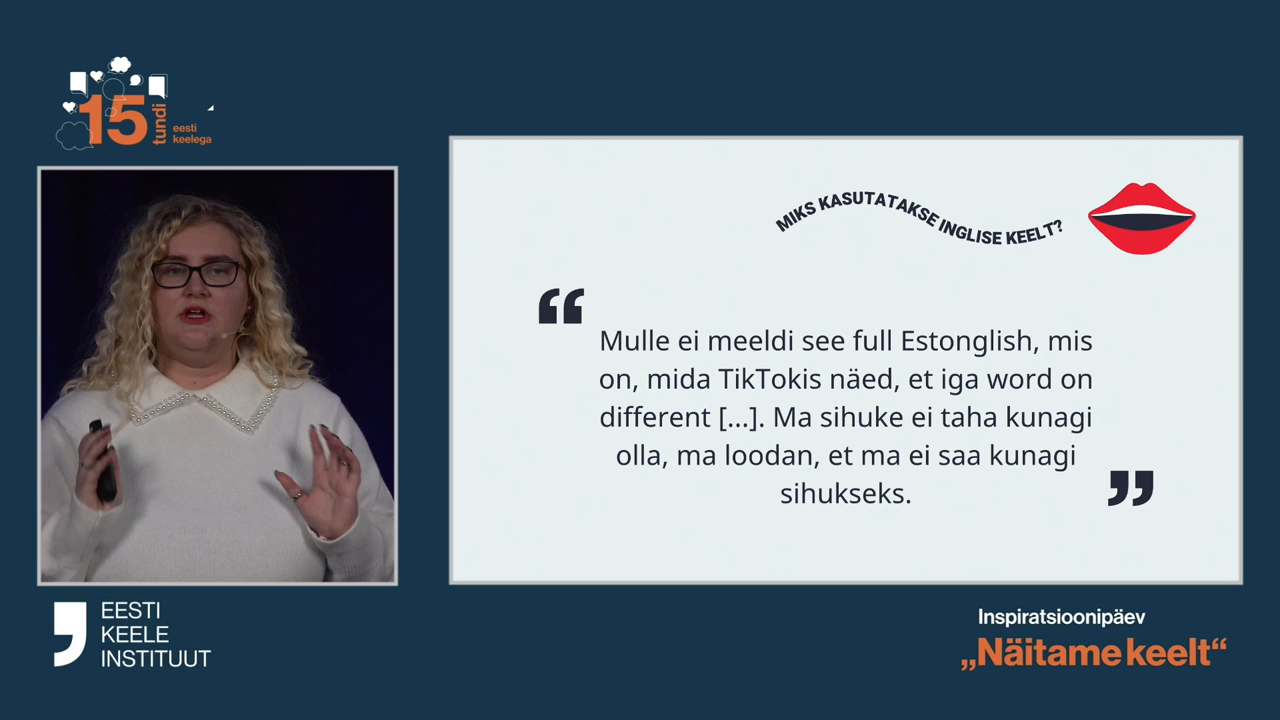 15
tundi
eesti
keelega
MIKS KASUTATAKSE INGLISE KEELT?
“
Mulle ei meeldi see full Estonglish, mis
on, mida TikTokis näed, et iga word on
different [...]. Ma sihuke ei taha kunagi
olla, ma loodan, et ma ei saa kunagi
sihukseks.
”
EESTI
KEELE
INSTITUUT
Inspiratsioonipäev
„Näitame keelt“